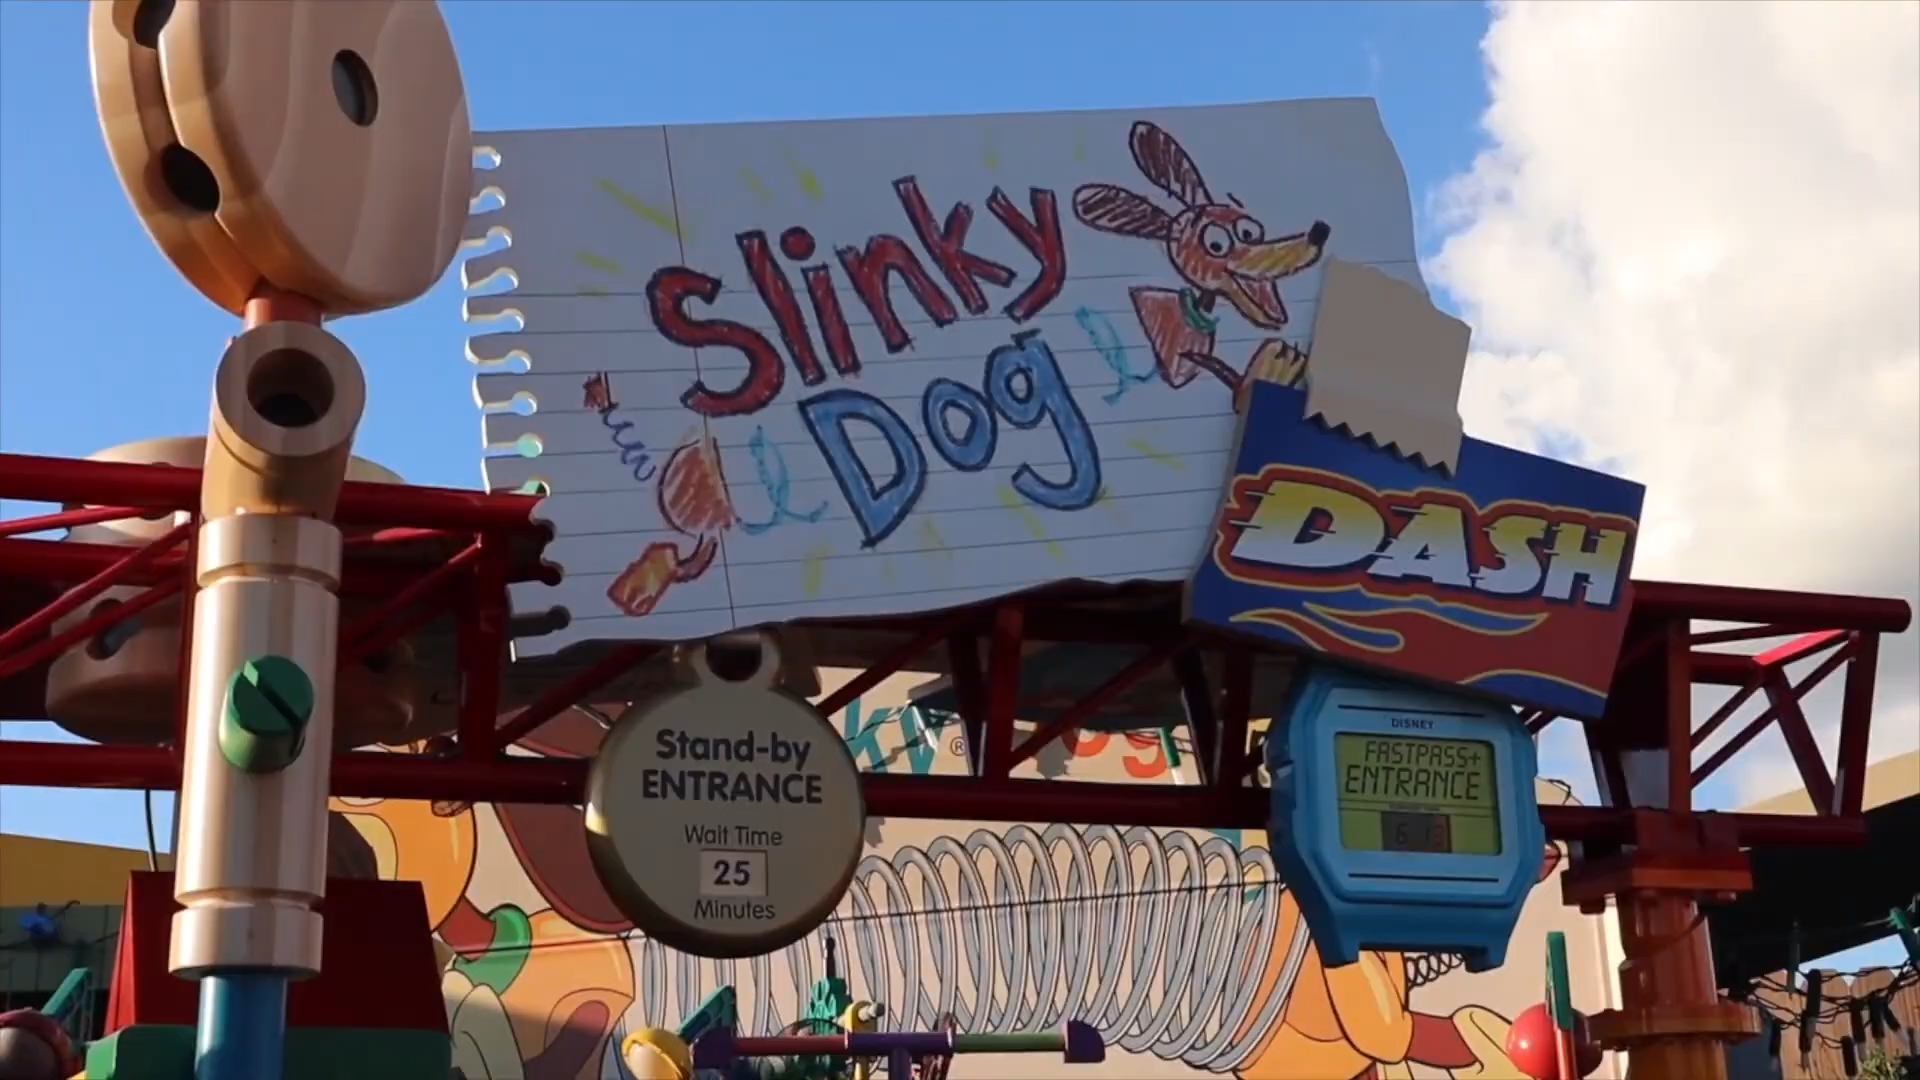 Slinky
Dog
DASH
Stand-by
ENTRANCE
Wait Time
25
Minutes
DISNEY
FASTPASS+
ENTRANCE
®